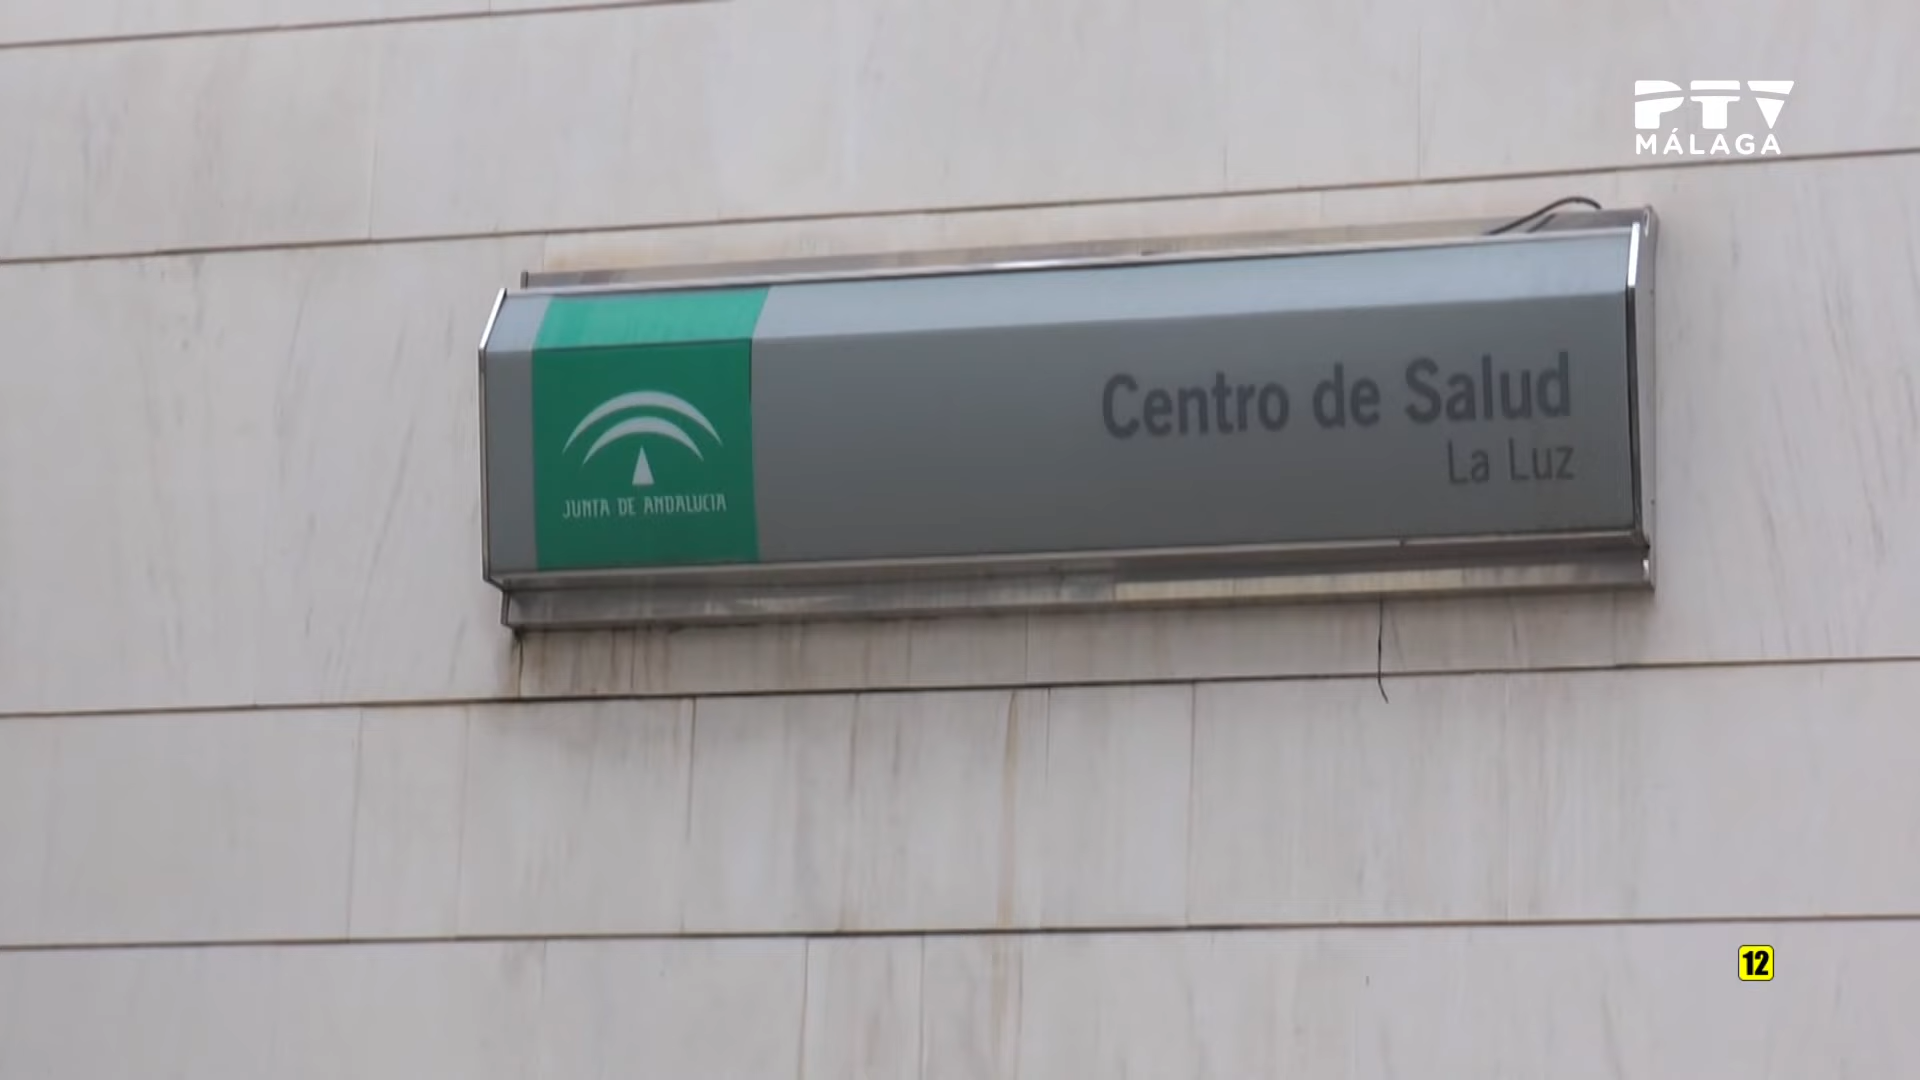 PTV
MÁLAGA
Centro de Salud
La Luz
JUNTA DE ANDALUCIA
12